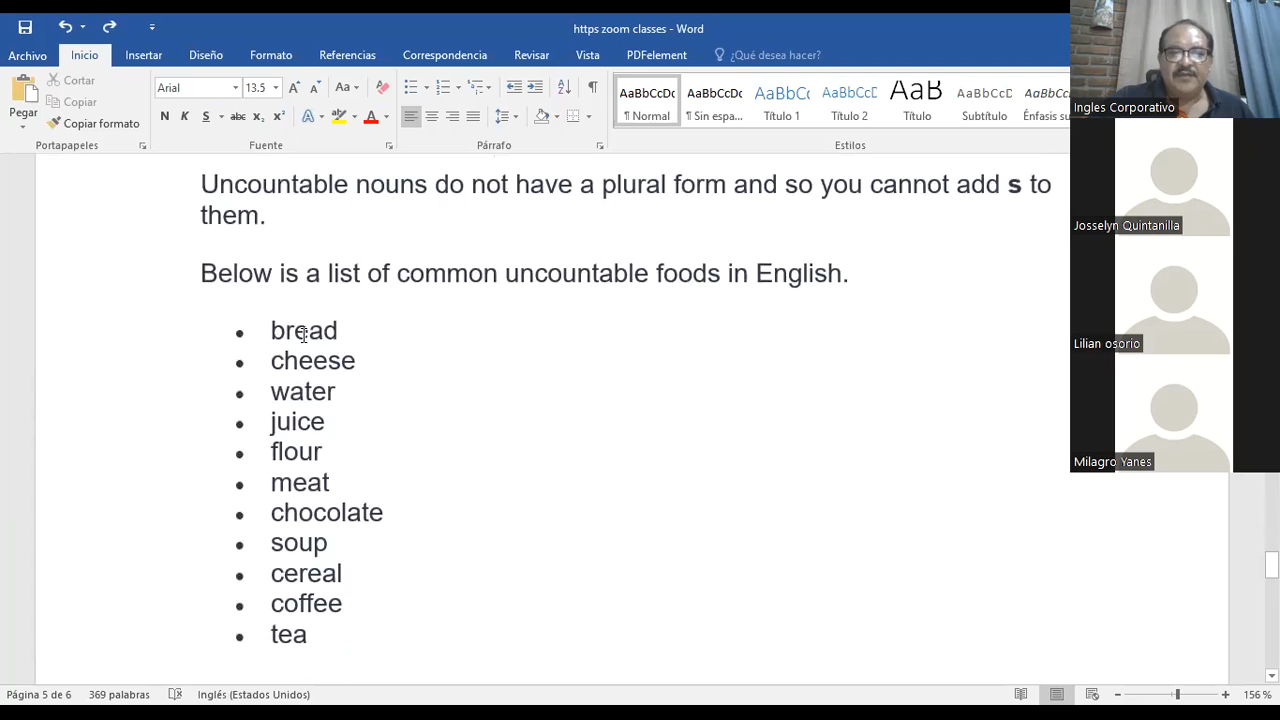 https zoom classes - Word
Archivo Inicio Insertar Diseño Formato Referencias Correspondencia Revisar Vista PDFelement ¿Qué desea hacer?
Pegar
Cortar
Copiar
Copiar formato
Portapapeles
Arial 13.5 Aa
N K S abc x₂ x² A A
Fuente
Párrafo
AaBbCcDc AaBbCcDc AaBbCc AaBbCcD AaB AaBbCcD
¶ Normal ¶ Sin espa... Título 1 Título 2 Título Subtítulo Énfasis su
Estilos
Uncountable nouns do not have a plural form and so you cannot add s to
them.
Below is a list of common uncountable foods in English.
• bread
• cheese
• water
• juice
• flour
• meat
• chocolate
• soup
• cereal
• coffee
• tea
Ingles Corporativo
Josselyn Quintanilla
Lilian osorio
Milagro Yanes
Página 5 de 6 369 palabras Inglés (Estados Unidos) 156 %